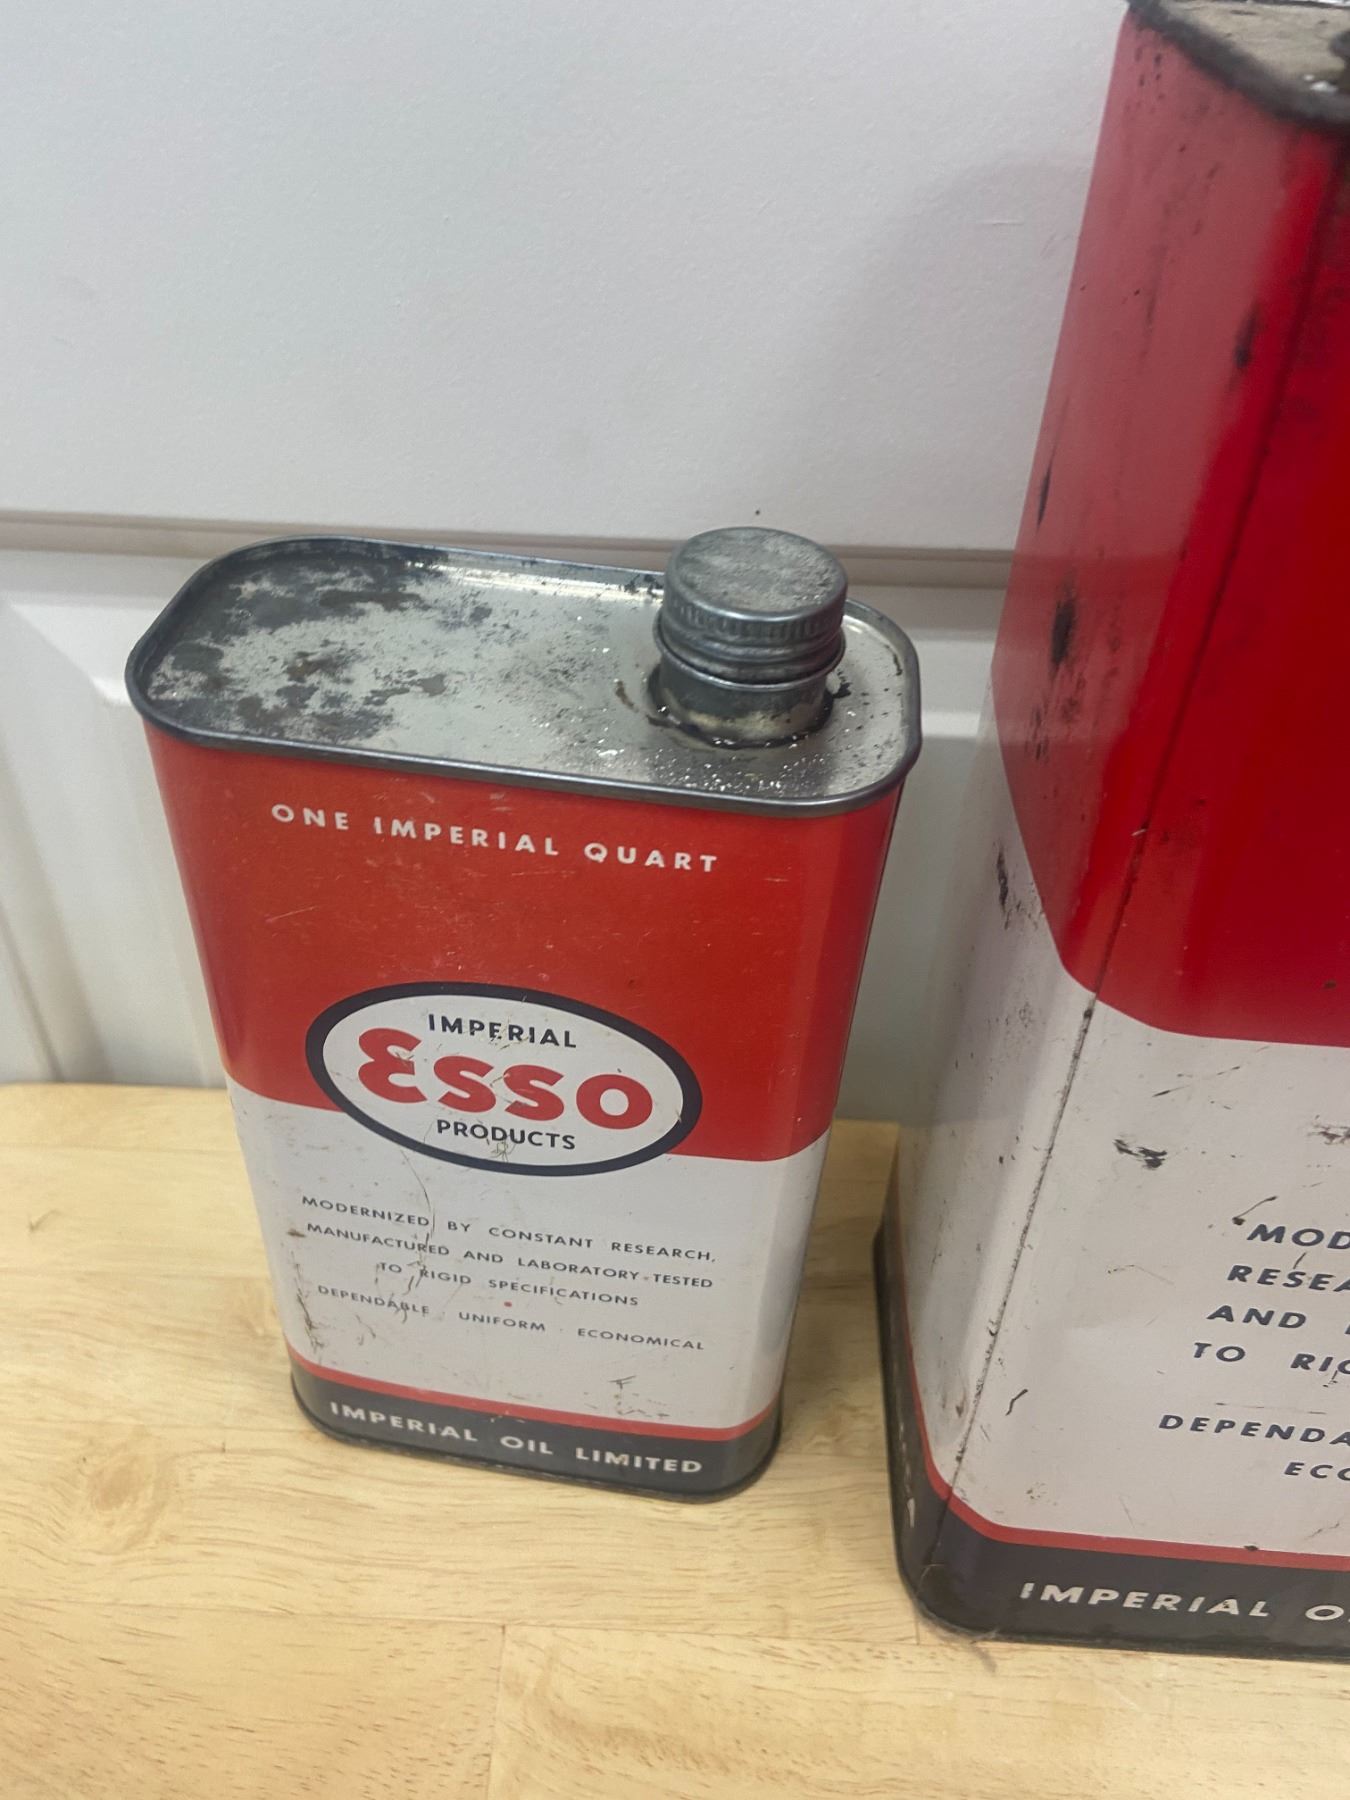 ONE IMPERIAL QUART
IMPERIAL
Esso
PRODUCTS
MODERNIZED BY CONSTANT RESEARCH,
MANUFACTURED AND LABORATORY-TESTED
TO RIGID SPECIFICATIONS
DEPENDABLE · UNIFORM · ECONOMICAL
IMPERIAL OIL LIMITED
MOD
RESEA
AND
TO RIG
DEPENDA
ECO
IMPERIAL O